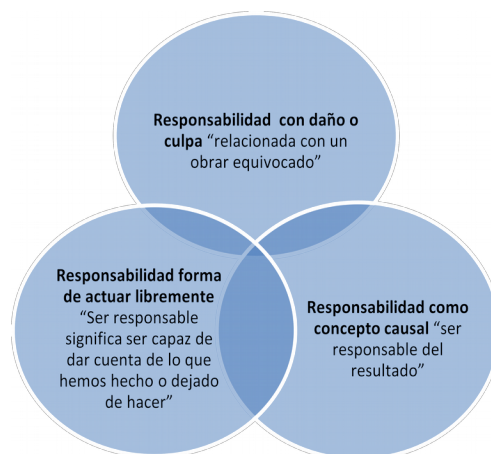 Responsabilidad con daño o
culpa “relacionada con un
obrar equivocado”
Responsabilidad forma
de actuar libremente
“Ser responsable
significa ser capaz de
dar cuenta de lo que
hemos hecho o dejado
de hacer”
Responsabilidad como
concepto causal “ser
responsable del
resultado”